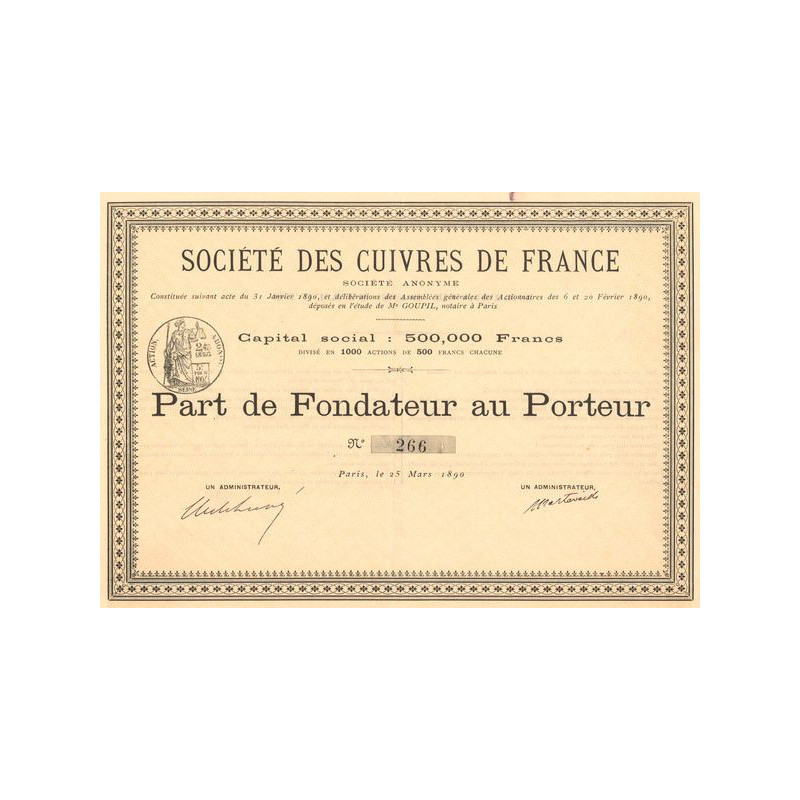 SOCIÉTÉ DES CUIVRES DE FRANCE
SOCIÉTÉ ANONYME
Constituée suivant acte du 31 Janvier 1890, et délibérations des Assemblées générales des Actionnaires des 6 et 20 Février 1890,
déposés en l'étude de Me GOUPIL, notaire à Paris
Capital social : 500,000 Francs
DIVISÉ EN 1000 ACTIONS DE 500 FRANCS CHACUNE
ACTION
Part de Fondateur au Porteur
No 266
Paris, le 25 Mars 1890
UN ADMINISTRATEUR,
UN ADMINISTRATEUR,